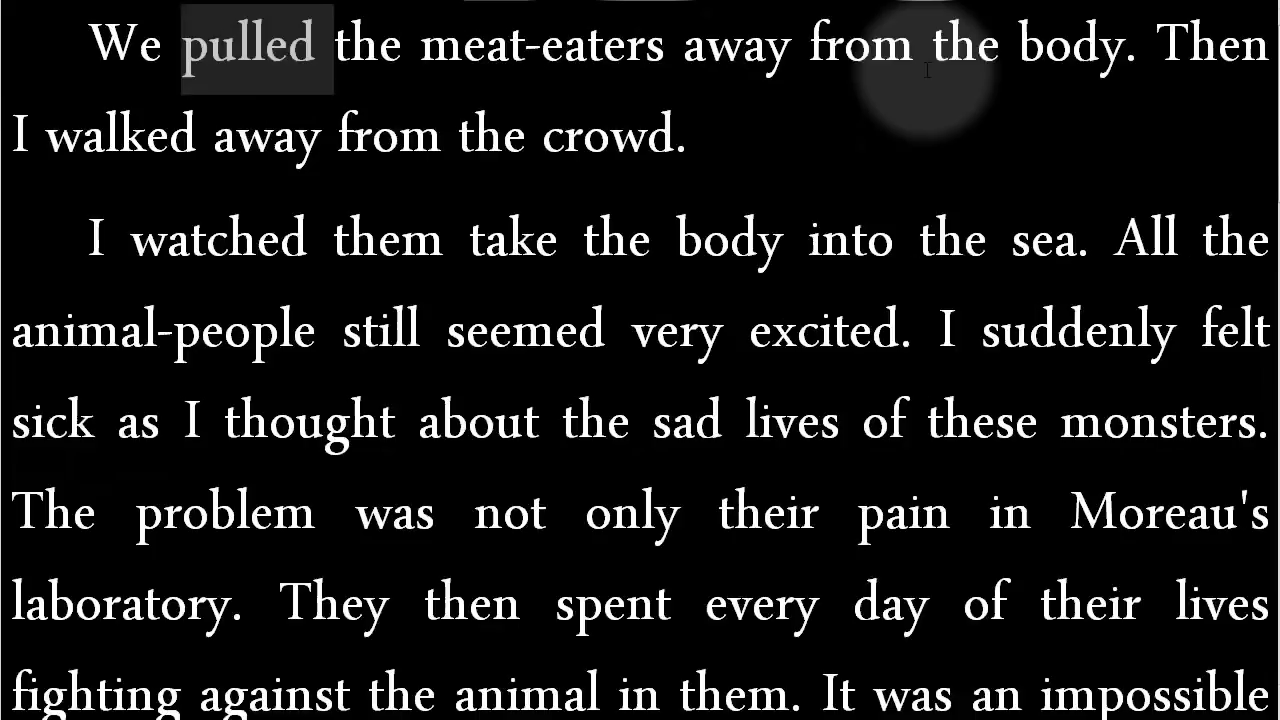 We pulled the meat-eaters away from the body. Then
I walked away from the crowd.
I watched them take the body into the sea. All the
animal-people still seemed very excited. I suddenly felt
sick as I thought about the sad lives of these monsters.
The problem was not only their pain in Moreau's
laboratory. They then spent every day of their lives
fighting against the animal in them. It was an impossible